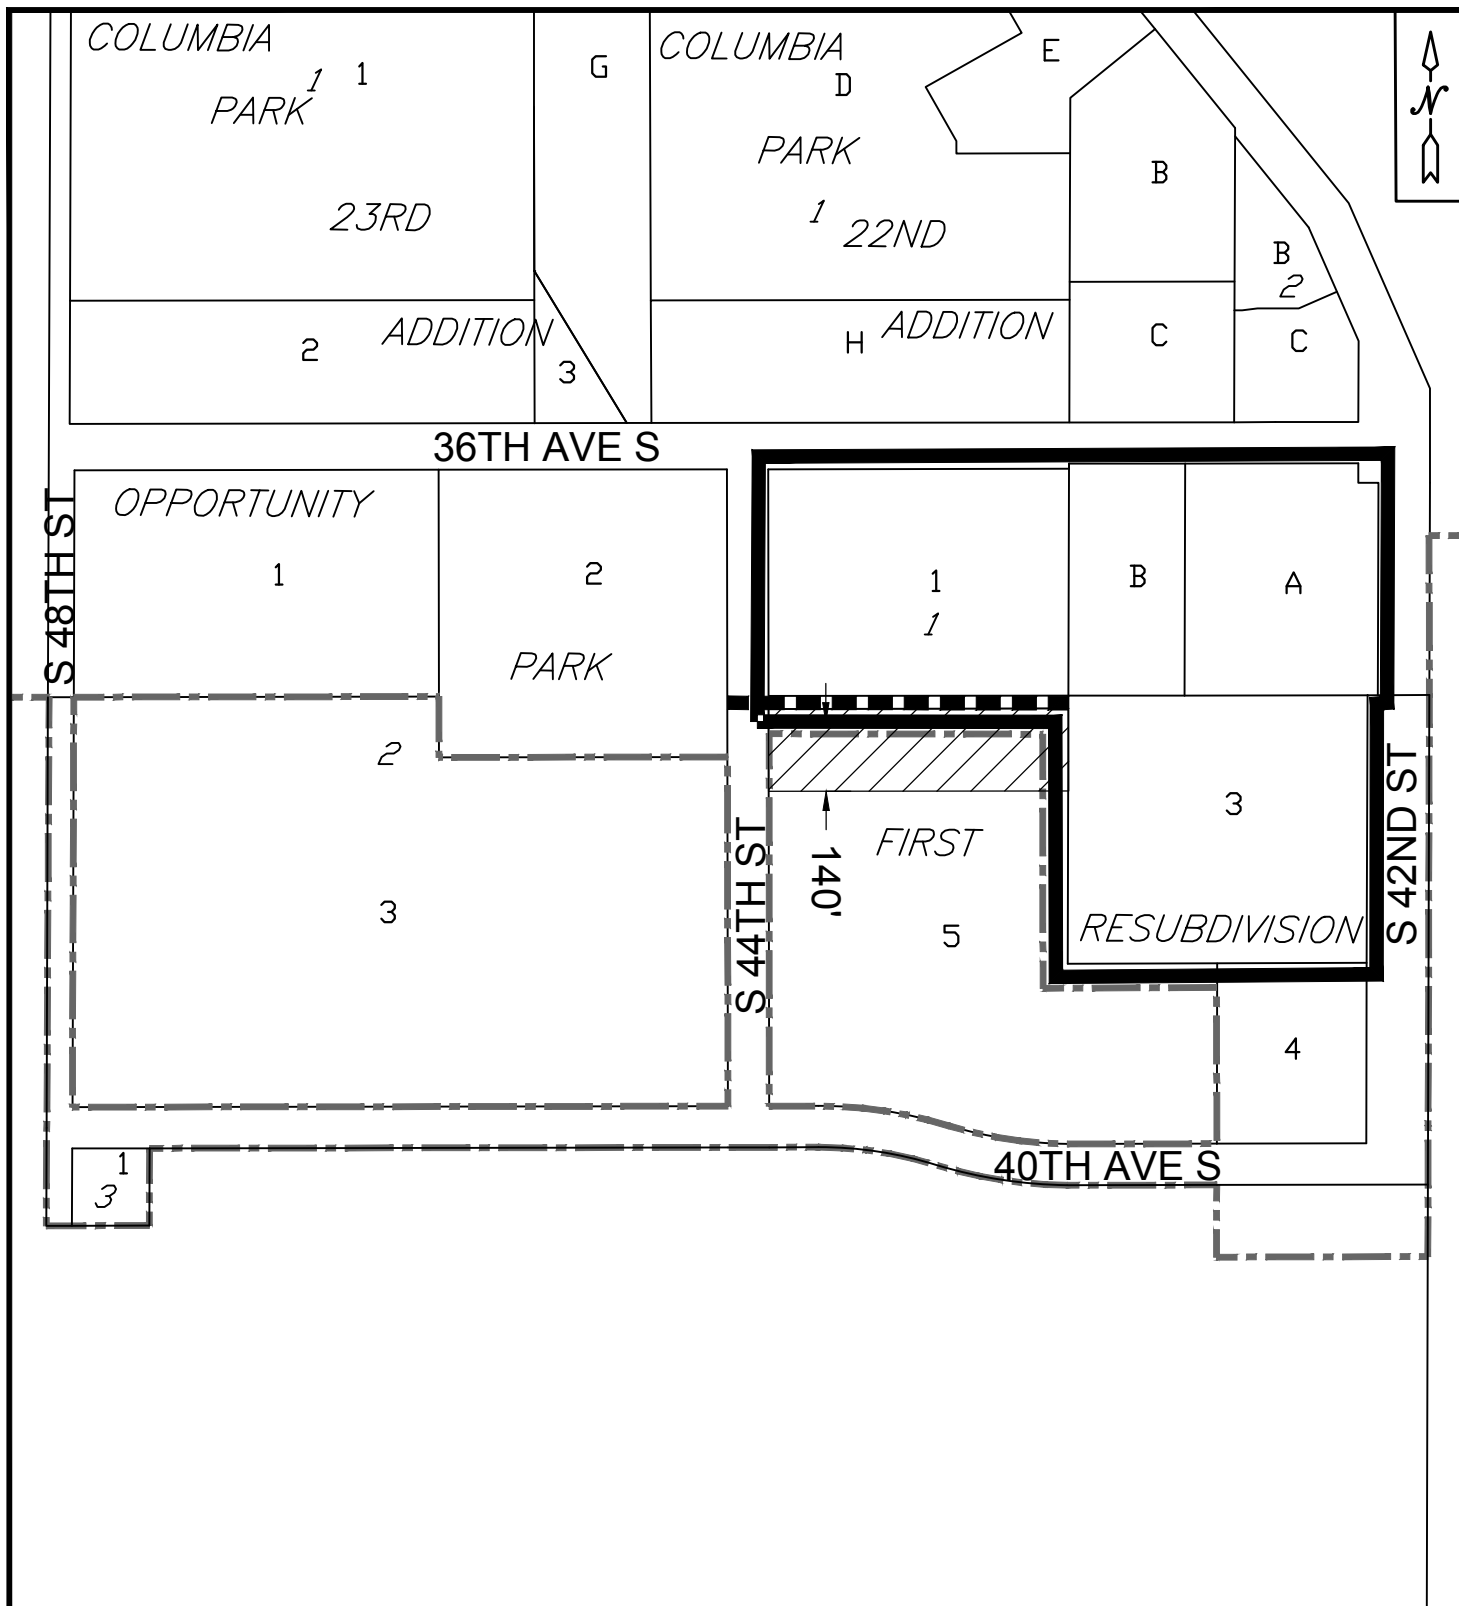 COLUMBIA
1
1
PARK
23RD
ADDITION
2
3
G
COLUMBIA
D
PARK
1
22ND
ADDITION
H
E
B
B
2
C
C
N
36TH AVE S
S 48TH ST
OPPORTUNITY
1
2
PARK
1
1
B
A
2
3
S 44TH ST
140'
FIRST
5
3
RESUBDIVISION
S 42ND ST
4
40TH AVE S
1
3